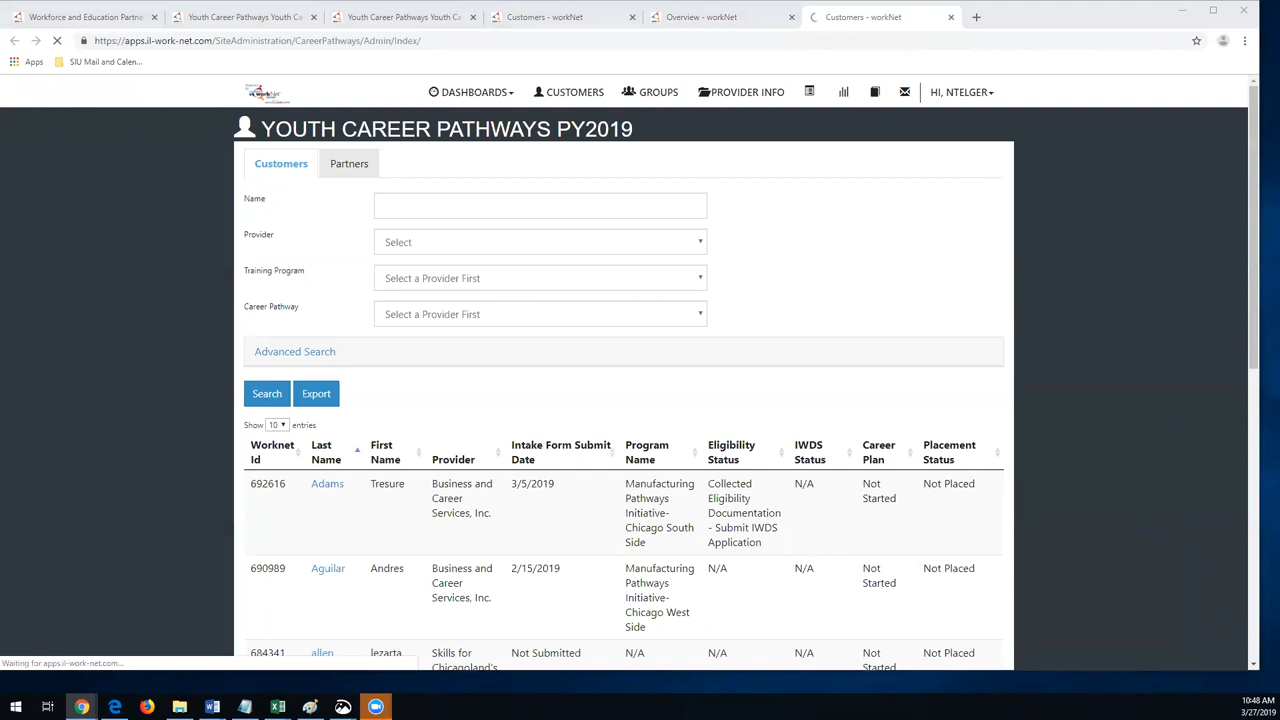 Workforce and Education Partne
Youth Career Pathways Youth Ca
Youth Career Pathways Youth Ca
Customers - workNet
Overview - workNet
Customers - workNet
https://apps.il-work-net.com/SiteAdministration/CareerPathways/Admin/Index/
Apps
SIU Mail and Calen...
workNet
DASHBOARDS
CUSTOMERS
GROUPS
PROVIDER INFO
HI, NTELGER
YOUTH CAREER PATHWAYS PY2019
Customers
Partners
Name
Provider
Select
Training Program
Select a Provider First
Career Pathway
Select a Provider First
Advanced Search
Search
Export
Show 10 entries
Worknet Id
Last Name
First Name
Provider
Intake Form Submit Date
Program Name
Eligibility Status
IWDS Status
Career Plan
Placement Status
692616
Adams
Tresure
Business and Career Services, Inc.
3/5/2019
Manufacturing Pathways Initiative- Chicago South Side
Collected Eligibility Documentation - Submit IWDS Application
N/A
Not Started
Not Placed
690989
Aguilar
Andres
Business and Career Services, Inc.
2/15/2019
Manufacturing Pathways Initiative- Chicago West Side
N/A
N/A
Not Started
Not Placed
684341
allen
lezarta
Skills for Chicagoland's
Not Submitted
N/A
N/A
N/A
Not Started
Not Placed
Waiting for apps.il-work-net.com...
10:48 AM
3/27/2019